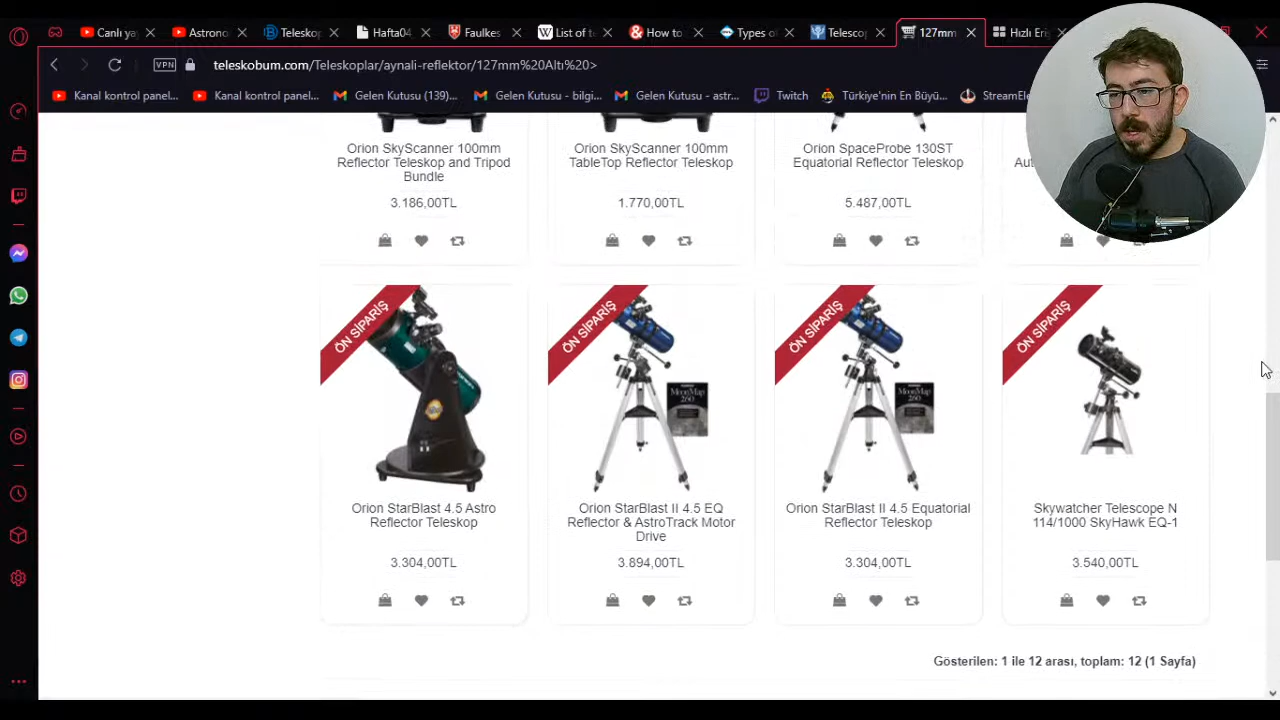 Canlı ya
Astrono
Teleskop
Hafta04
Faulkes
List of t
How to
Types o
Telescop
127mm
Hızlı Eri
VPN
teleskobum.com/Teleskoplar/aynali-reflektor/127mm%20Altı%20>
Kanal kontrol panel...
Kanal kontrol panel...
Gelen Kutusu (139)...
Gelen Kutusu - bilgi...
Gelen Kutusu - astr...
Twitch
Türkiye'nin En Büyü...
StreamEle
Orion SkyScanner 100mm
Reflector Teleskop and Tripod
Bundle
3.186,00TL
Orion SkyScanner 100mm
TableTop Reflector Teleskop
1.770,00TL
Orion SpaceProbe 130ST
Equatorial Reflector Teleskop
5.487,00TL
ÖN SİPARİŞ
Orion StarBlast 4.5 Astro
Reflector Teleskop
3.304,00TL
ÖN SİPARİŞ
MoonMap
260
Orion StarBlast II 4.5 EQ
Reflector & AstroTrack Motor
Drive
3.894,00TL
ÖN SİPARİŞ
MoonMap
260
Orion StarBlast II 4.5 Equatorial
Reflector Teleskop
3.304,00TL
ÖN SİPARİŞ
Skywatcher Telescope N
114/1000 SkyHawk EQ-1
3.540,00TL
Gösterilen: 1 ile 12 arası, toplam: 12 (1 Sayfa)